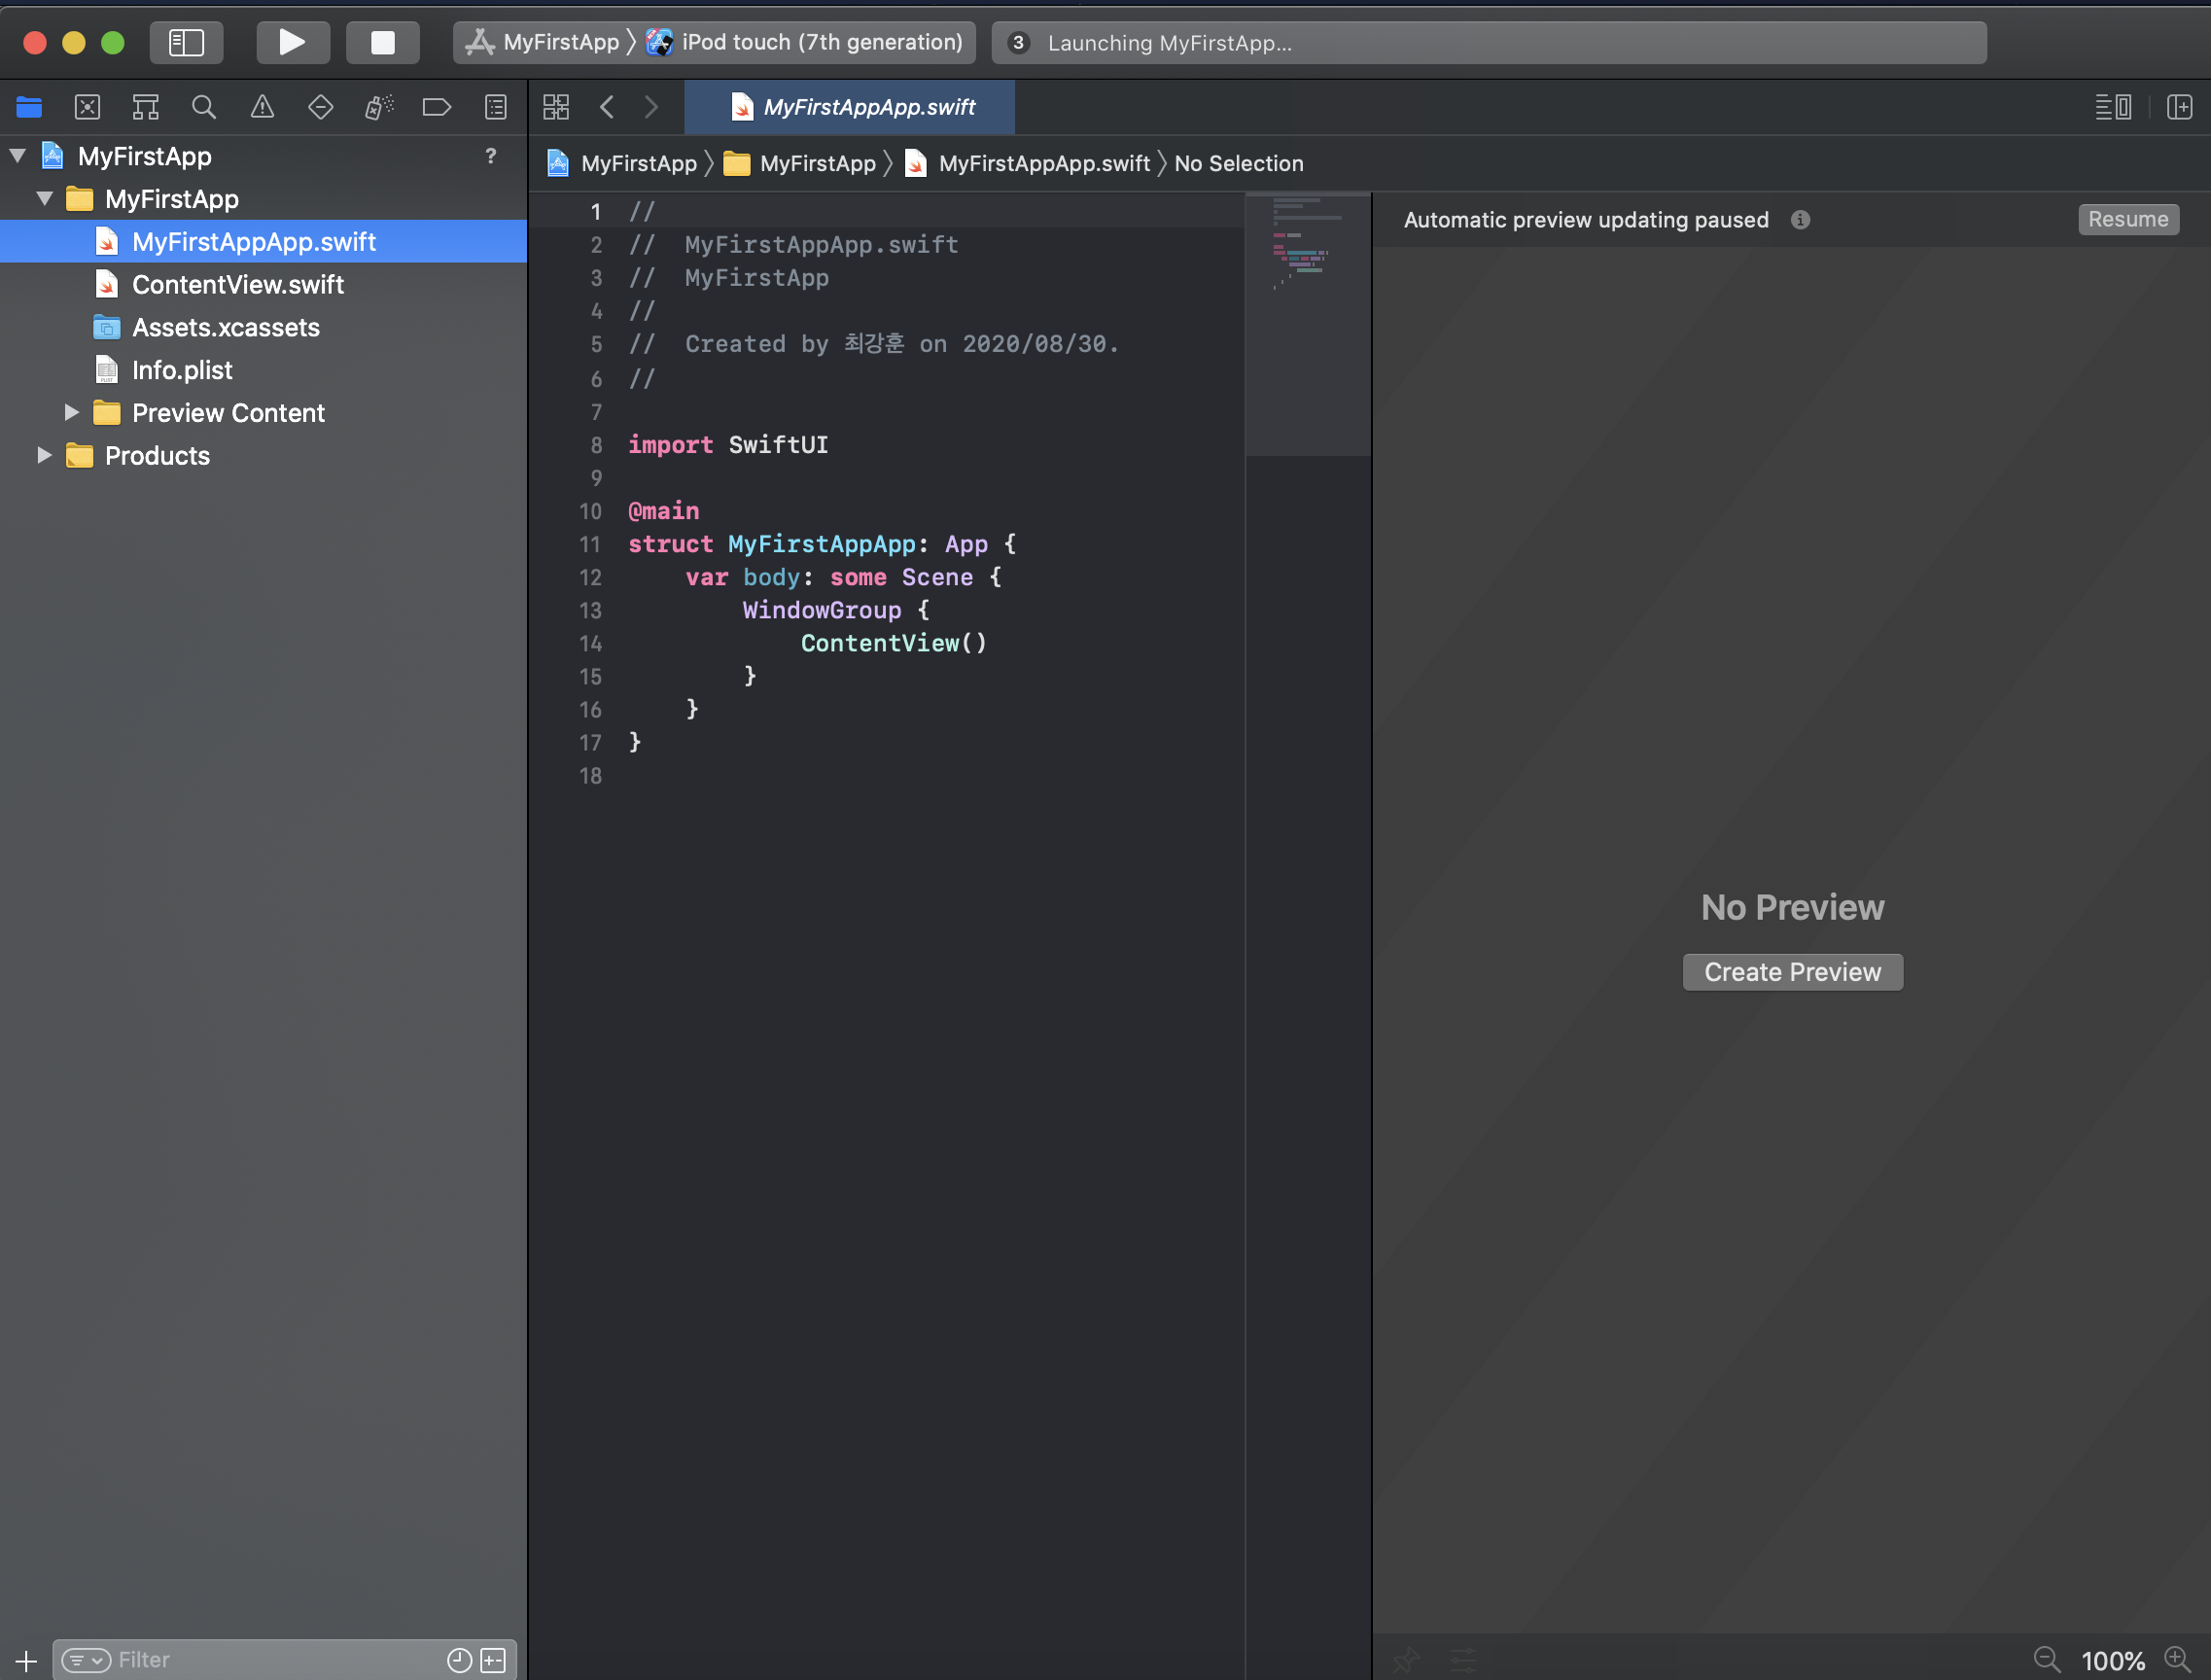 MyFirstApp 〉 iPod touch (7th generation)
3 Launching MyFirstApp...
MyFirstAppApp.swift
MyFirstApp ?
MyFirstApp
MyFirstAppApp.swift
ContentView.swift
Assets.xcassets
Info.plist
Preview Content
Products
Filter
MyFirstApp 〉 MyFirstApp 〉 MyFirstAppApp.swift 〉 No Selection
1 //
2 //  MyFirstAppApp.swift
3 //  MyFirstApp
4 //
5 //  Created by 최강훈 on 2020/08/30.
6 //
7
8 import SwiftUI
9
10 @main
11 struct MyFirstAppApp: App {
12     var body: some Scene {
13         WindowGroup {
14             ContentView()
15         }
16     }
17 }
18
Automatic preview updating paused
Resume
No Preview
Create Preview
100%